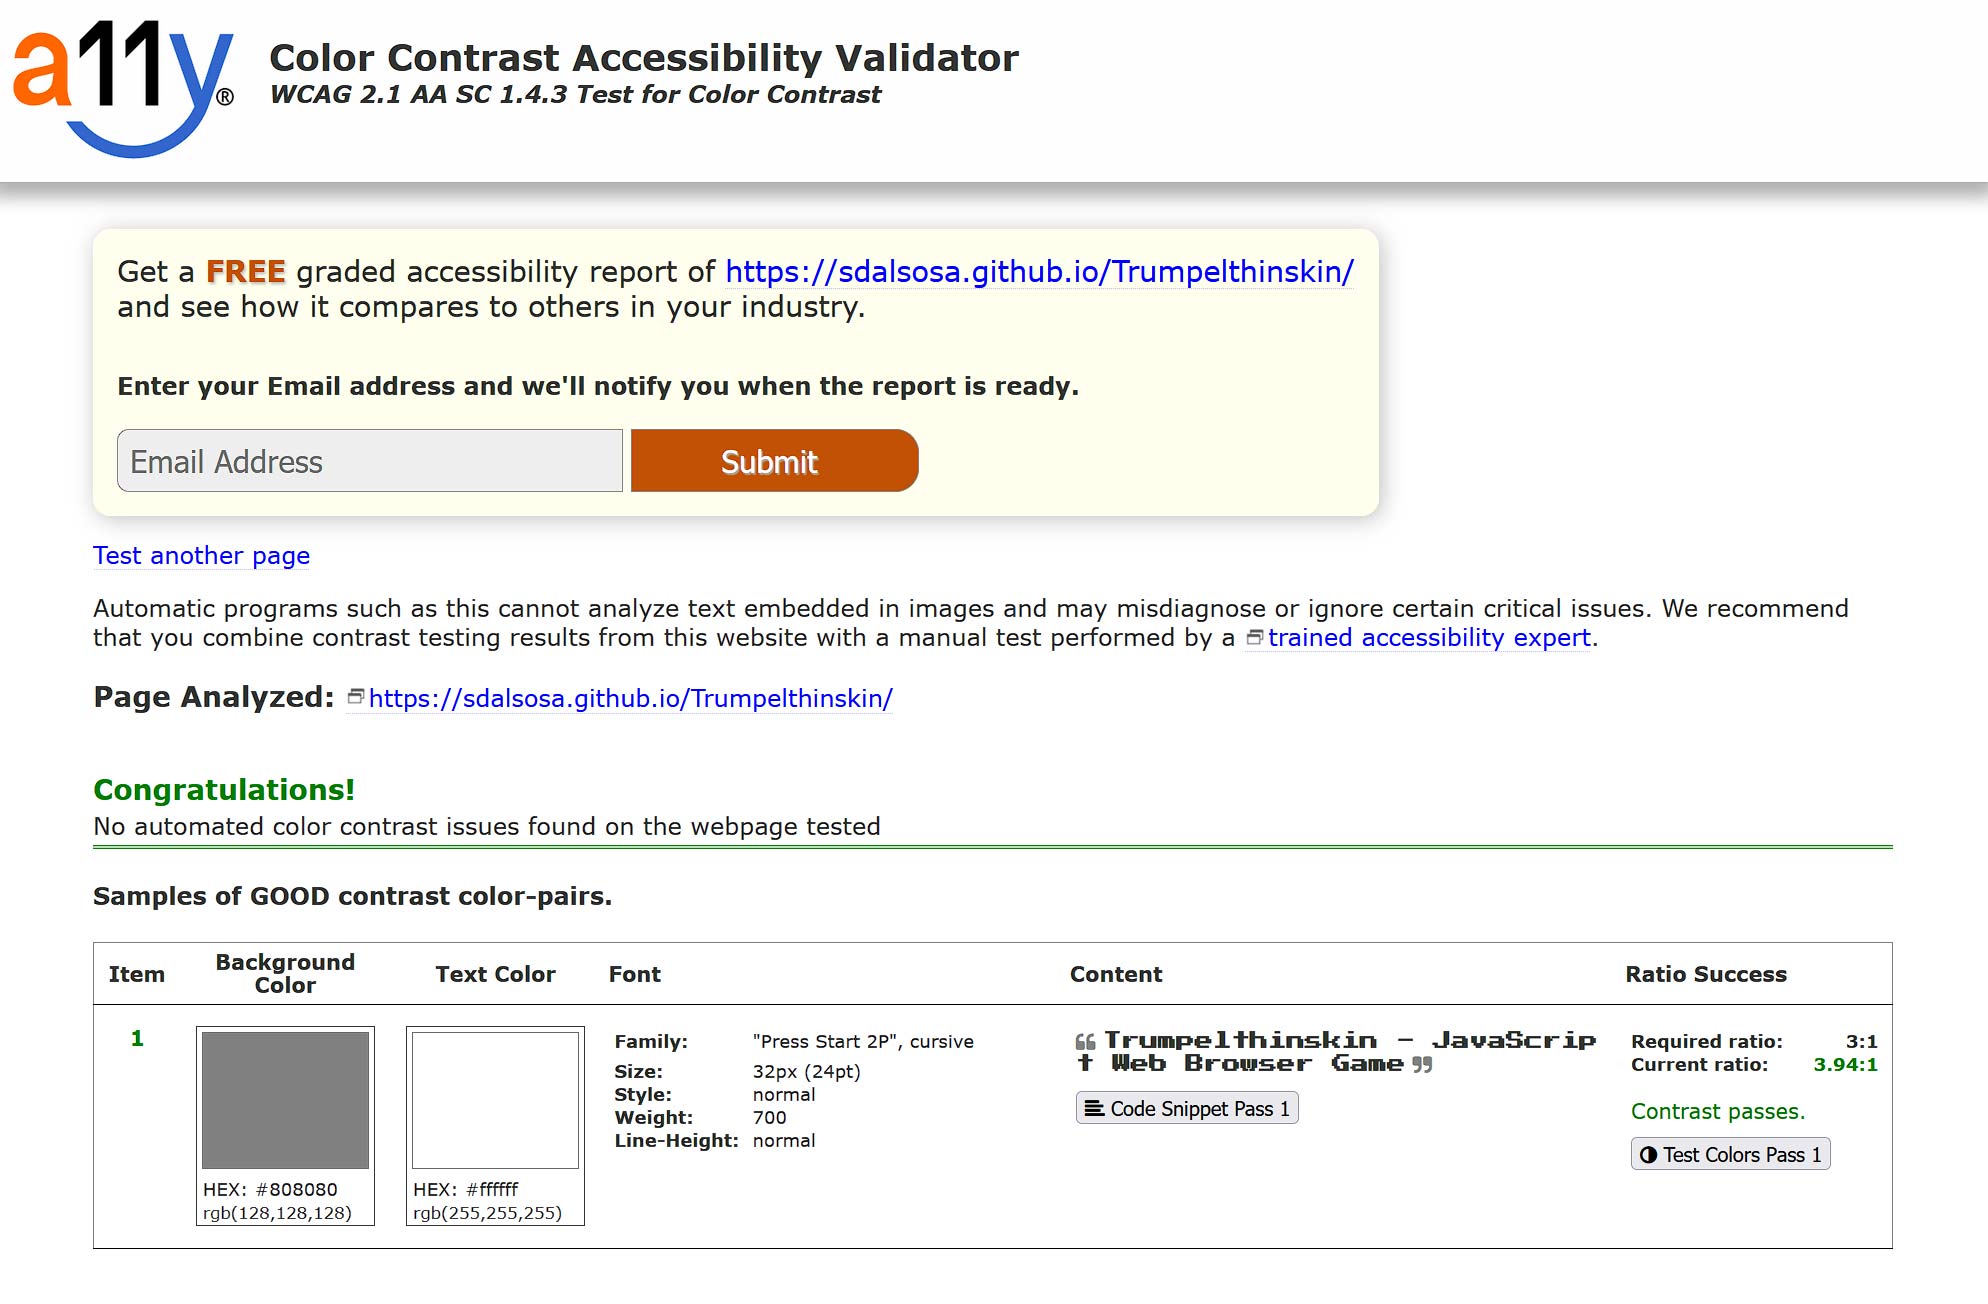 a11y®
Color Contrast Accessibility Validator
WCAG 2.1 AA SC 1.4.3 Test for Color Contrast
Get a FREE graded accessibility report of https://sdalsosa.github.io/Trumpelthinskin/
and see how it compares to others in your industry.
Enter your Email address and we'll notify you when the report is ready.
Email Address
Submit
Test another page
Automatic programs such as this cannot analyze text embedded in images and may misdiagnose or ignore certain critical issues. We recommend
that you combine contrast testing results from this website with a manual test performed by a trained accessibility expert.
Page Analyzed: https://sdalsosa.github.io/Trumpelthinskin/
Congratulations!
No automated color contrast issues found on the webpage tested
Samples of GOOD contrast color-pairs.
Item
Background
Color
Text Color
Font
Content
Ratio Success
1
HEX: #808080
rgb(128,128,128)
HEX: #ffffff
rgb(255,255,255)
Family: "Press Start 2P", cursive
Size: 32px (24pt)
Style: normal
Weight: 700
Line-Height: normal
❝ Trumpelthinskin - JavaScrip
t Web Browser Game ❞
Code Snippet Pass 1
Required ratio: 3:1
Current ratio: 3.94:1
Contrast passes.
Test Colors Pass 1